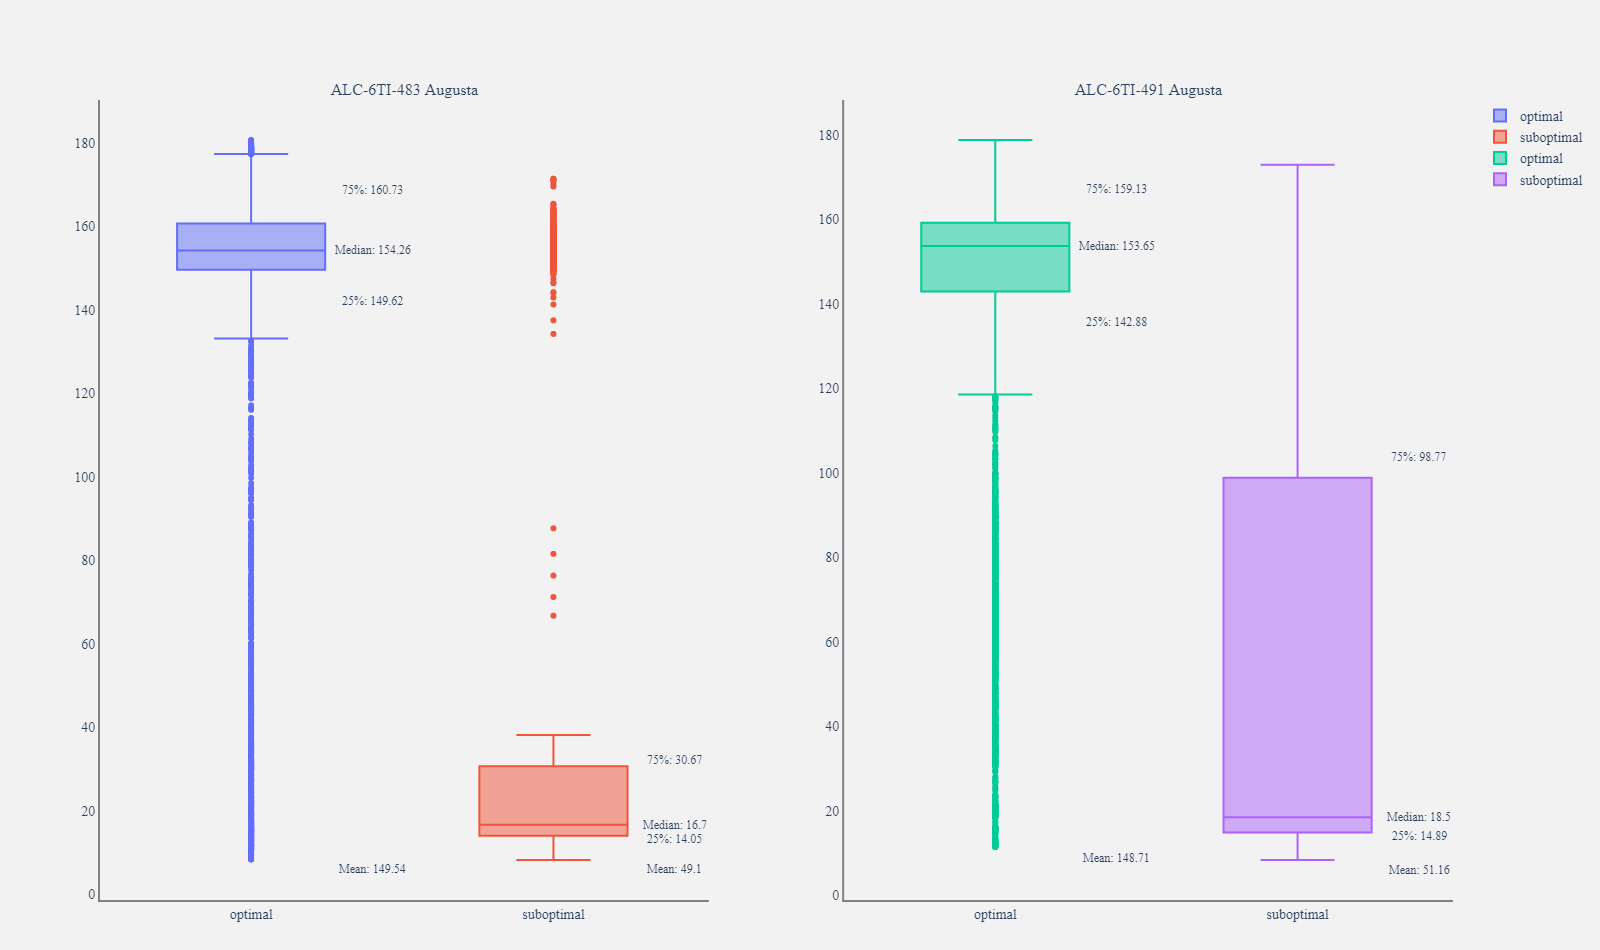 ALC-6TI-483 Augusta
180
160
140
120
100
80
60
40
20
0
75%: 160.73
Median: 154.26
25%: 149.62
Mean: 149.54
75%: 30.67
Median: 16.7
25%: 14.05
Mean: 49.1
optimal
suboptimal
ALC-6TI-491 Augusta
180
160
140
120
100
80
60
40
20
0
75%: 159.13
Median: 153.65
25%: 142.88
Mean: 148.71
75%: 98.77
Median: 18.5
25%: 14.89
Mean: 51.16
optimal
suboptimal
optimal
suboptimal
optimal
suboptimal